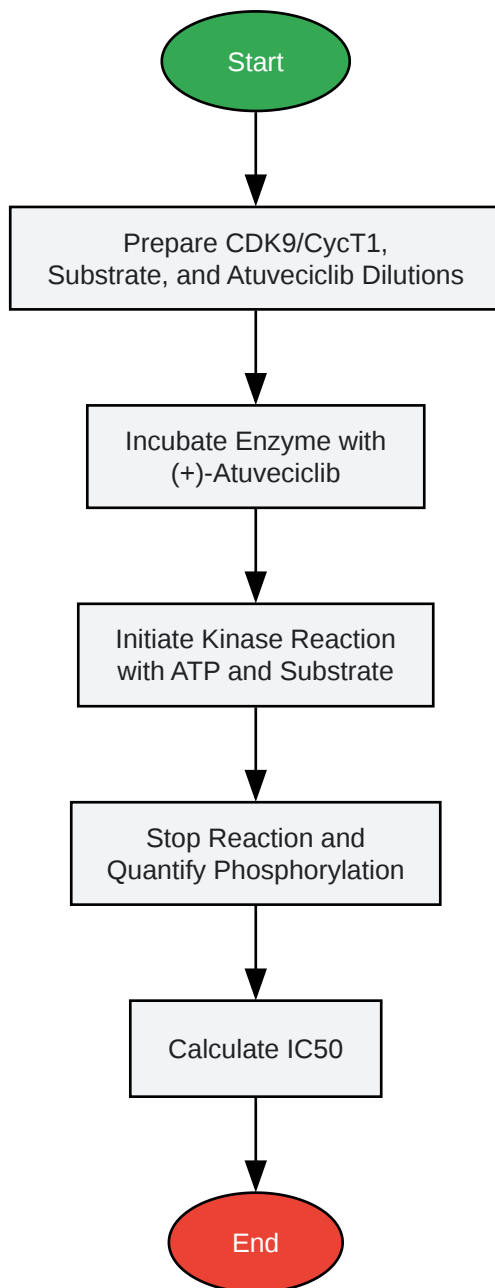 Start
Prepare CDK9/CycT1,
Substrate, and Atuveciclib Dilutions
Incubate Enzyme with
(+)-Atuveciclib
Initiate Kinase Reaction
with ATP and Substrate
Stop Reaction and
Quantify Phosphorylation
Calculate IC50
End